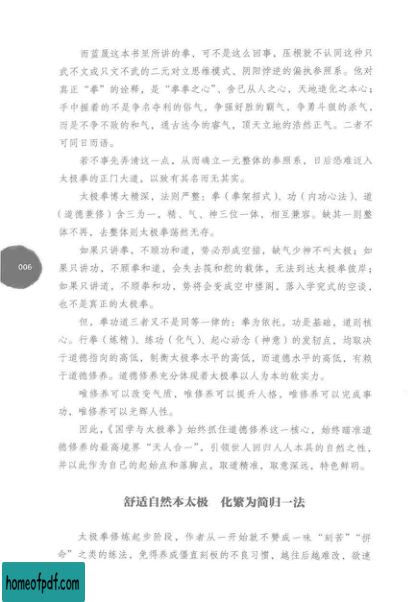 而蓝晟这本书里所讲的拳，可不是这么回事，压根就不认同这种只
武不文或只文不武的二元对立思维模式、阴阳悖逆的偏执参照系。他对
真正“拳”的诠释，是“拳拳之心”，舍己从人之心，天地造化之本心；
手中握着的不是争名夺利的俗气，争强好胜的霸气，争勇斗狠的杀气，
而是不争不败的和气，通古达今的睿气，顶天立地的浩然正气。二者不
可同日而语。
若不事先弄清这一点，从而确立一元整体的参照系，日后恐难迈入
太极拳的正门大道，以致有其名而无其实。
太极拳博大精深，法则严整：拳（拳架招式）、功（内功心法）、道
（道德兼修）含三为一，精、气、神三位一体，相互兼容。缺其一则整
体不再，去整体则太极拳荡然无存。
如果只讲拳，不顾功和道，势必形成空描，缺气少神不叫太极；如
果只讲功，不顾拳和道，会失去筏和舵的载体，无法到达太极拳彼岸；
如果只讲道，不顾拳和功，势将会变成空中楼阁，落入学究式的空谈，
也不是真正的太极拳。
但，拳功道三者又不是同等一律的：拳为依托，功是基础，道则核
心。行拳（炼精）、练功（化气）、起心动念（神意）的发轫点，均取决
于道德指向的高低，制衡太极拳水平的高低，而道德水平的高低，有赖
于道德修养。道德修养充分体现着太极拳以人为本的软实力。
唯修养可以改变气质，唯修养可以提升人格，唯修养可以完成事
功，唯修养可以光辉人性。
因此，《国学与太极拳》始终抓住道德修养这一核心，始终瞄准道
德修养的最高境界“天人合一”，引领世人回归人人本具的自然之性，
并以此作为自己的起始点和落脚点，取道精准，取意深远，特色鲜明。
006
舒适自然本太极 化繁为简归一法
太极拳修炼起步阶段，作者从一开始就不赞成一味“刻苦”“拼
命”之类的练法，免得养成僵直刻板的不良习惯，越往后越难改，欲速
homeofpdf.com